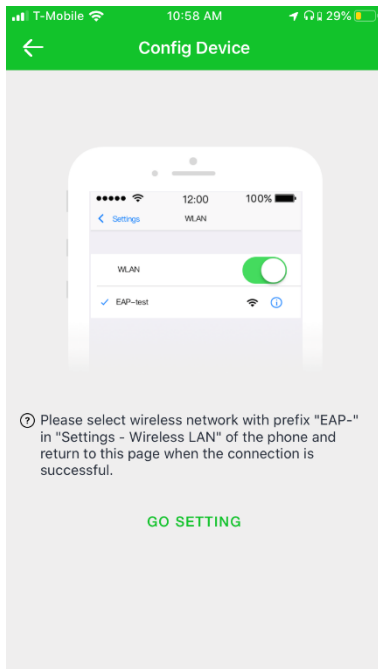 T-Mobile 10:58 AM 29%
Config Device
12:00 100%
Settings WLAN
WLAN
EAP-test
Please select wireless network with prefix "EAP-"
in "Settings - Wireless LAN" of the phone and
return to this page when the connection is
successful.
GO SETTING